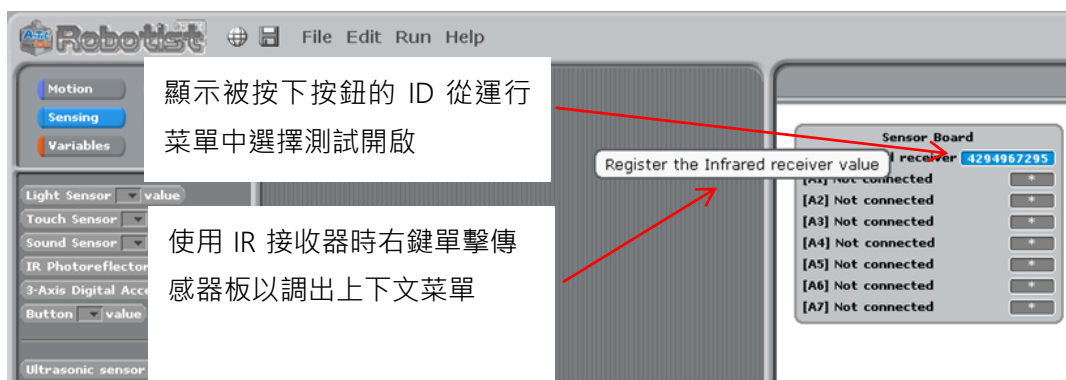 A-Tec Robotist File Edit Run Help
Motion
Sensing
Variables
Light Sensor value
Touch Sensor
Sound Sensor
IR Photoreflector
3-Axis Digital
Button value
Ultrasonic sensor
顯示被按下按鈕的 ID 從運行
菜單中選擇測試開啟
使用 IR 接收器時右鍵單擊傳
感器板以調出上下文菜單
Register the Infrared receiver value
Sensor Board
receiver 4294967295
[A1] Not connected *
[A2] Not connected *
[A3] Not connected *
[A4] Not connected *
[A5] Not connected *
[A6] Not connected *
[A7] Not connected *